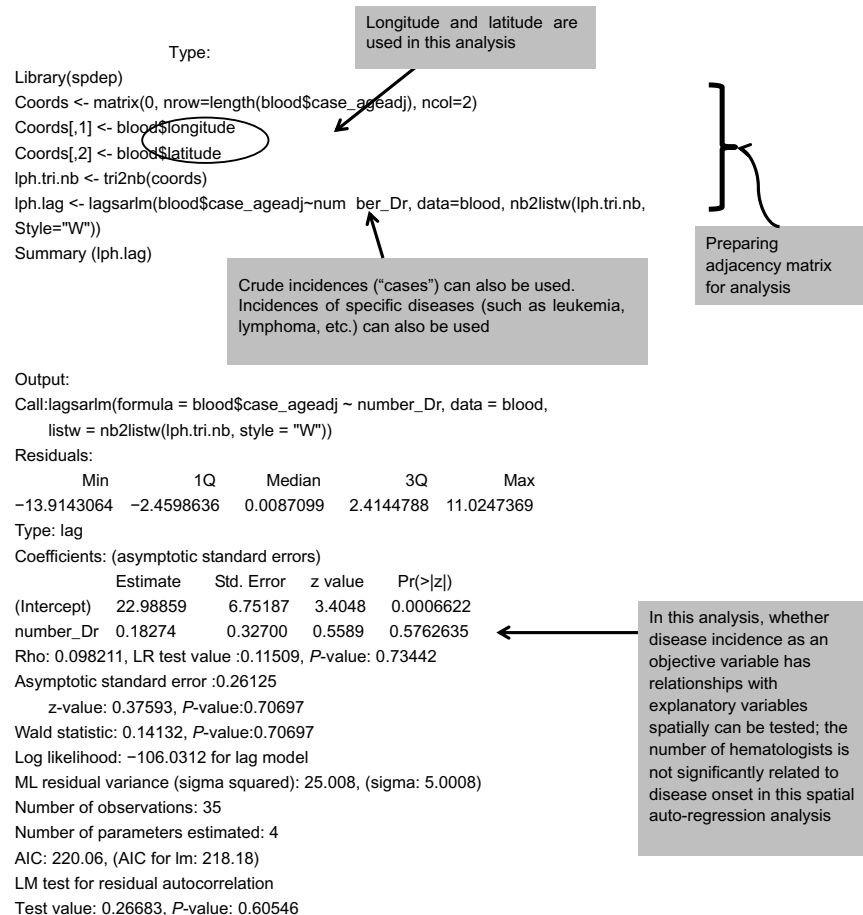 Longitude and latitude are
used in this analysis
Type:
Library(spdep)
Coords <- matrix(0, nrow=length(blood$case_ageadj), ncol=2)
Coords[,1] <- blood$longitude
Coords[,2] <- blood$latitude
lph.tri.nb <- tri2nb(coords)
lph.lag <- lagsarlm(blood$case_ageadj~num ber_Dr, data=blood, nb2listw(lph.tri.nb,
Style="W"))
Summary (lph.lag)
Preparing
adjacency matrix
for analysis
Crude incidences (“cases”) can also be used.
Incidences of specific diseases (such as leukemia,
lymphoma, etc.) can also be used
Output:
Call:lagsarlm(formula = blood$case_ageadj ~ number_Dr, data = blood,
listw = nb2listw(lph.tri.nb, style = "W"))
Residuals:
Min 1Q Median 3Q Max
−13.9143064 −2.4598636 0.0087099 2.4144788 11.0247369
Type: lag
Coefficients: (asymptotic standard errors)
Estimate Std. Error z value Pr(>|z|)
(Intercept) 22.98859 6.75187 3.4048 0.0006622
number_Dr 0.18274 0.32700 0.5589 0.5762635
Rho: 0.098211, LR test value :0.11509, P-value: 0.73442
Asymptotic standard error :0.26125
z-value: 0.37593, P-value:0.70697
Wald statistic: 0.14132, P-value:0.70697
Log likelihood: −106.0312 for lag model
ML residual variance (sigma squared): 25.008, (sigma: 5.0008)
Number of observations: 35
Number of parameters estimated: 4
AIC: 220.06, (AIC for lm: 218.18)
LM test for residual autocorrelation
Test value: 0.26683, P-value: 0.60546
In this analysis, whether
disease incidence as an
objective variable has
relationships with
explanatory variables
spatially can be tested; the
number of hematologists is
not significantly related to
disease onset in this spatial
auto-regression analysis